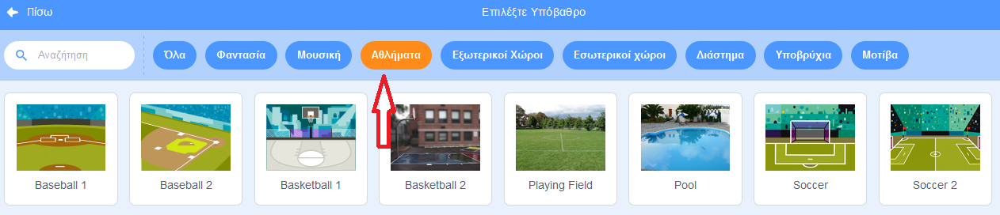 Πίσω
Επιλέξτε Υπόβαθρο
Αναζήτηση
Όλα
Φαντασία
Μουσική
Αθλήματα
Εξωτερικοί Χώροι
Εσωτερικοί χώροι
Διάστημα
Υποβρύχια
Μοτίβα
Baseball 1
Baseball 2
Basketball 1
Basketball 2
Playing Field
Pool
Soccer
Soccer 2